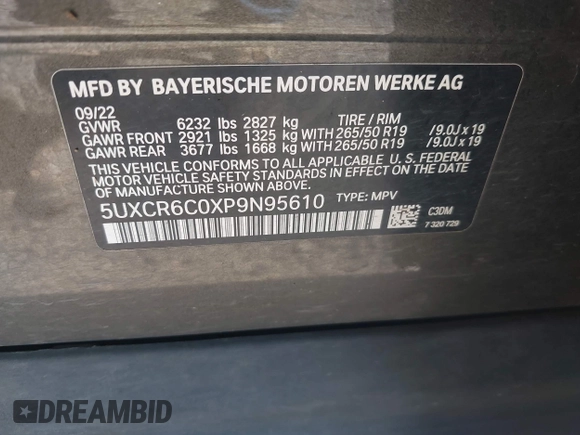 MFD BY BAYERISCHE MOTOREN WERKE AG
09/22
GVWR 6232 lbs 2827 kg TIRE / RIM
GAWR FRONT 2921 lbs 1325 kg WITH 265/50 R19 /9.0J x 19
GAWR REAR 3677 lbs 1668 kg WITH 265/50 R19 /9.0J x 19
THIS VEHICLE CONFORMS TO ALL APPLICABLE U. S. FEDERAL
MOTOR VEHICLE SAFETY STANDARDS IN EFFECT ON THE DATE OF
MANUFACTURE SHOWN ABOVE.
5UXCR6C0XP9N95610 TYPE: MPV
C3DM
7 320 729
DREAMBID